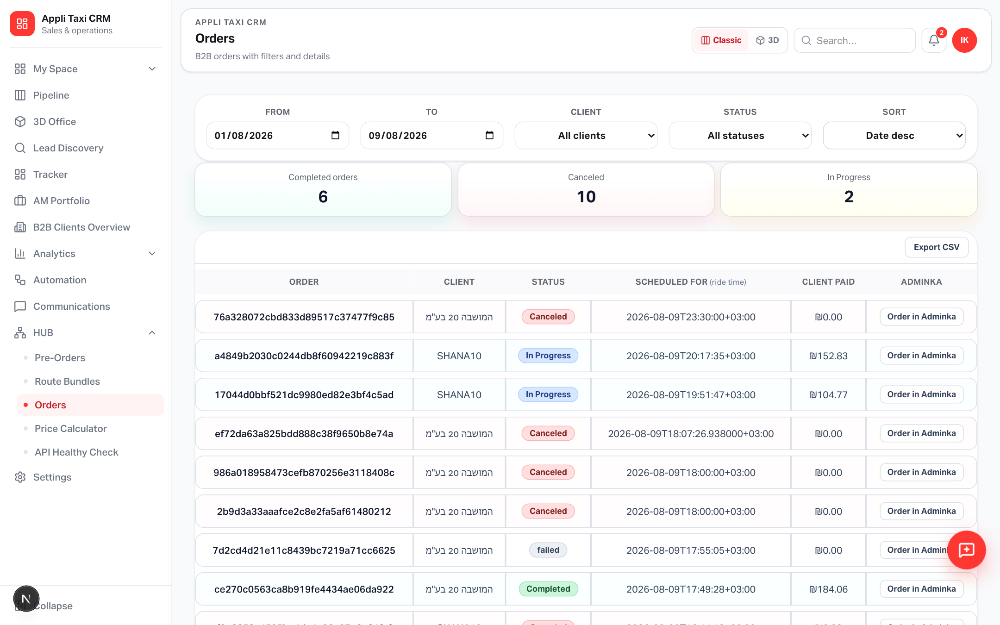 Appli Taxi CRM
Sales & operations
My Space
Pipeline
3D Office
Lead Discovery
Tracker
AM Portfolio
B2B Clients Overview
Analytics
Automation
Communications
HUB
Pre-Orders
Route Bundles
Orders
Price Calculator
API Healthy Check
Settings
N
Collapse
APPLI TAXI CRM
Orders
B2B orders with filters and details
Classic 3D Search... 2 IK
FROM TO CLIENT STATUS SORT
01/08/2026 09/08/2026 All clients All statuses Date desc
Completed orders Canceled In Progress
6 10 2
Export CSV
ORDER CLIENT STATUS SCHEDULED FOR (ride time) CLIENT PAID ADMINKA
76a328072cbd833d89517c37477f9c85 המושבה 20 בע"מ Canceled 2026-08-09T23:30:00+03:00 ₪0.00 Order in Adminka
a4849b2030c0244db8f60942219c883f SHANA10 In Progress 2026-08-09T20:17:35+03:00 ₪152.83 Order in Adminka
17044d0bbf521dc9980ed82e3bf4c5ad SHANA10 In Progress 2026-08-09T19:51:47+03:00 ₪104.77 Order in Adminka
ef72da63a825bdd888c38f9650b8e74a המושבה 20 בע"מ Canceled 2026-08-09T18:07:26.938000+03:00 ₪0.00 Order in Adminka
986a018958473cefb870256e3118408c המושבה 20 בע"מ Canceled 2026-08-09T18:00:00+03:00 ₪0.00 Order in Adminka
2b9d3a33aaafce2c8e2fa5af61480212 המושבה 20 בע"מ Canceled 2026-08-09T18:00:00+03:00 ₪0.00 Order in Adminka
7d2cd4d21e11c8439bc7219a71cc6625 המושבה 20 בע"מ failed 2026-08-09T17:55:05+03:00 ₪0.00 Order in Admin
ce270c0563ca8b919fe4434ae06da922 המושבה 20 בע"מ Completed 2026-08-09T17:49:28+03:00 ₪184.06 Order in Adminka